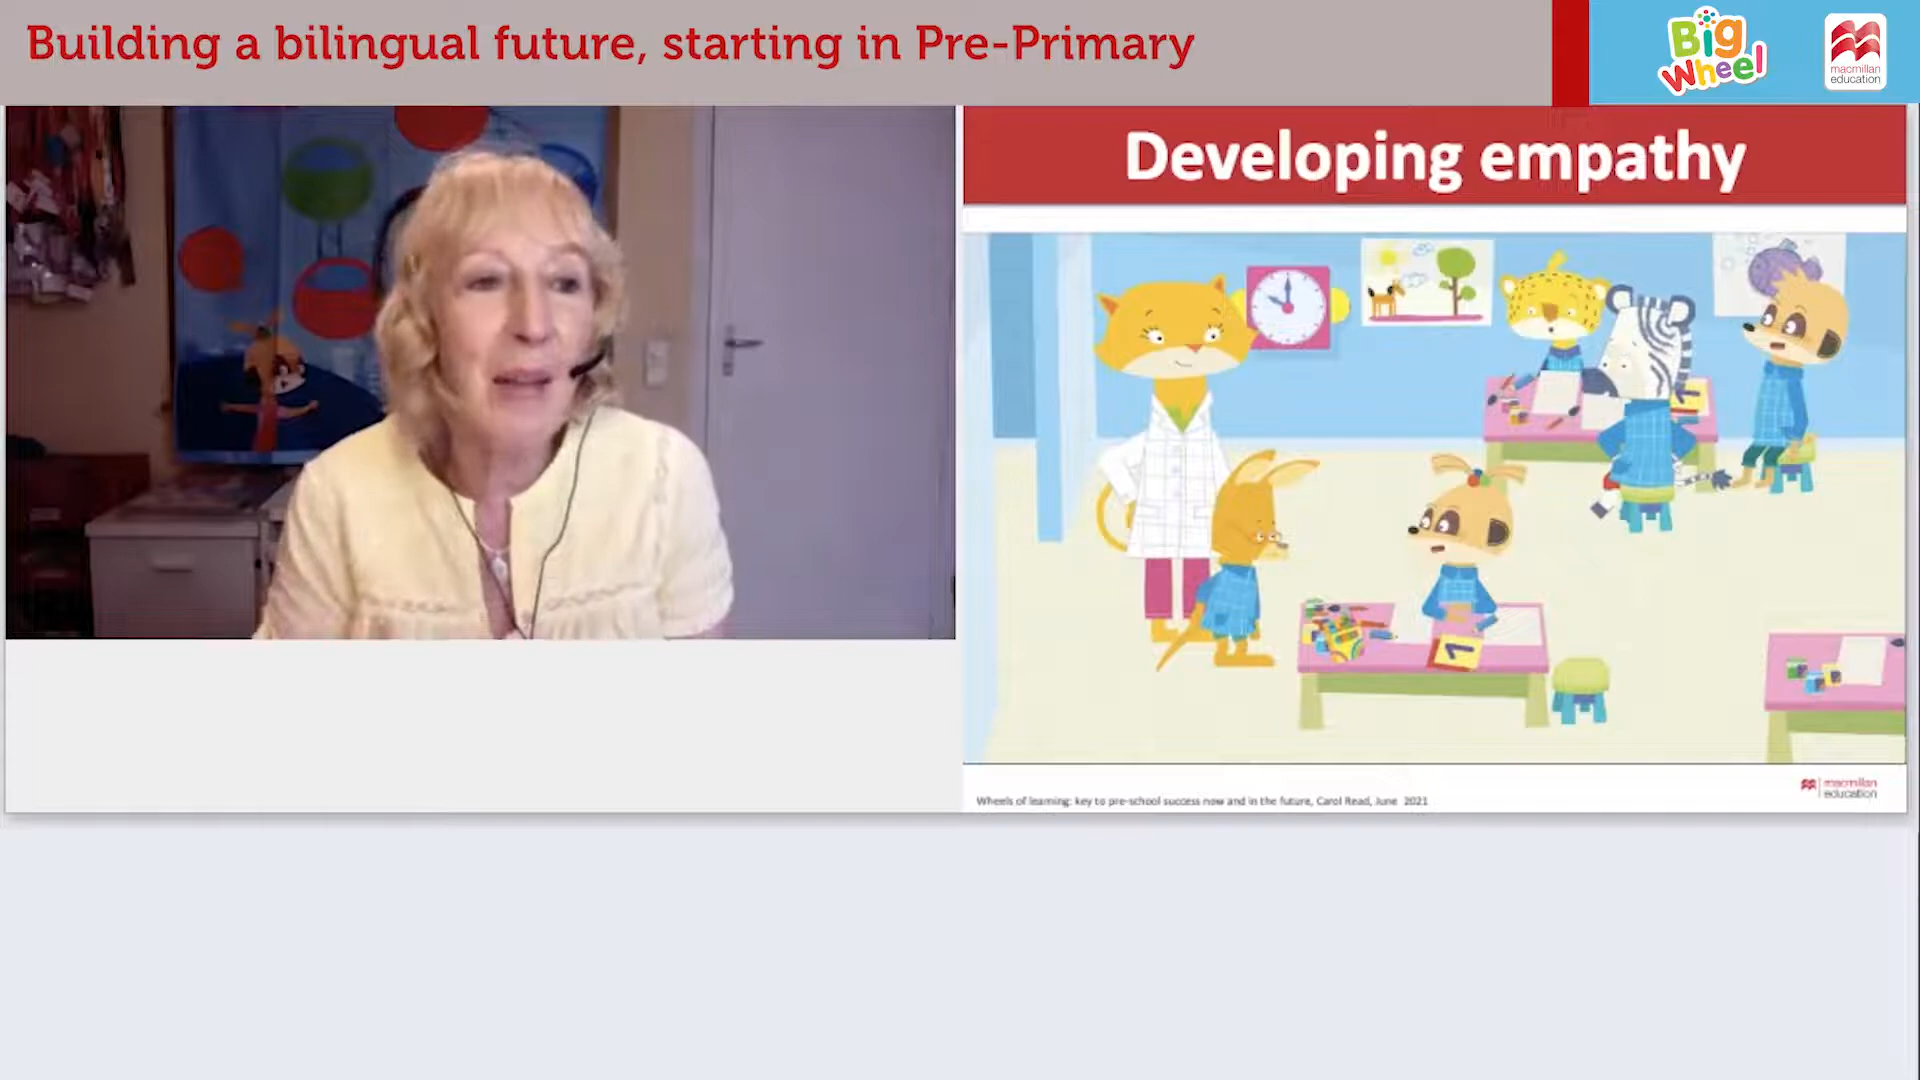 Building a bilingual future, starting in Pre-Primary
Big
Wheel
macmillan
education
Developing empathy
1
Wheels of learning: key to pre-school success now and in the future, Carol Read, June 2021
macmillan
education